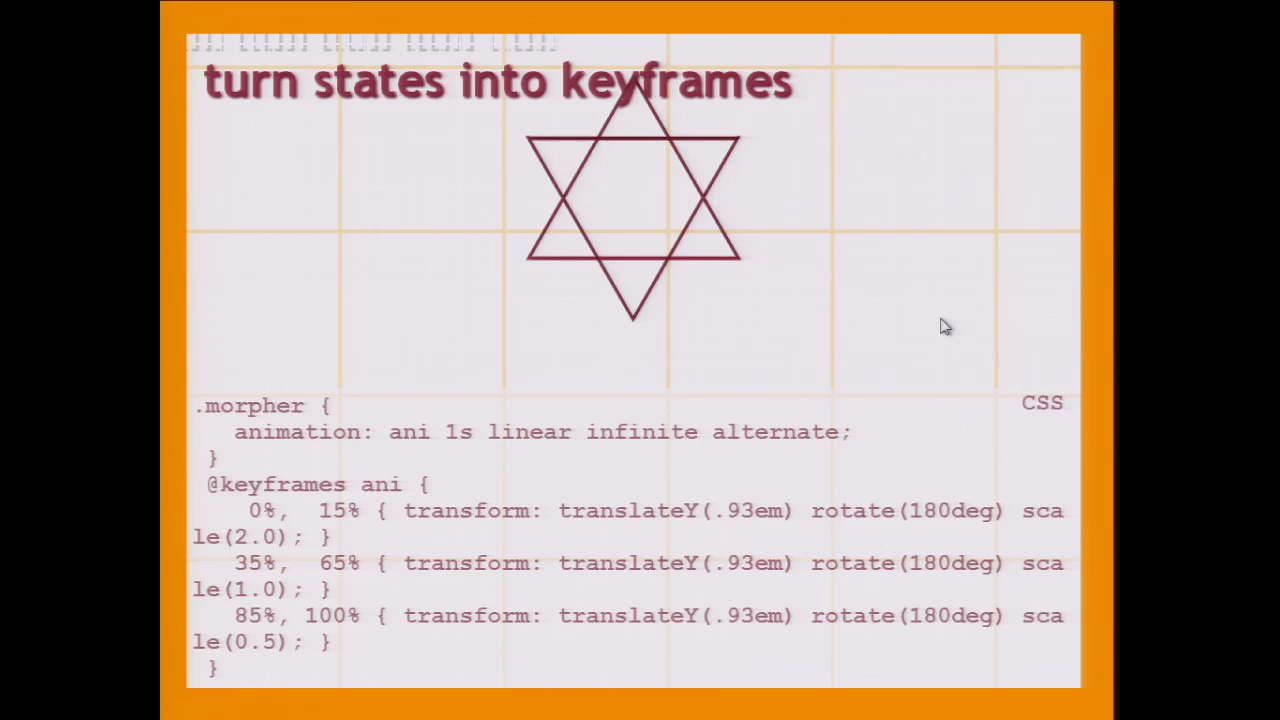 turn states into keyframes
.morpher {
CSS
animation: ani 1s linear infinite alternate;
}
@keyframes ani {
0%, 15% { transform: translateY(.93em) rotate(180deg) sca
le(2.0); }
35%, 65% { transform: translateY(.93em) rotate(180deg) sca
le(1.0); }
85%, 100% { transform: translateY(.93em) rotate(180deg) sca
le(0.5); }
}